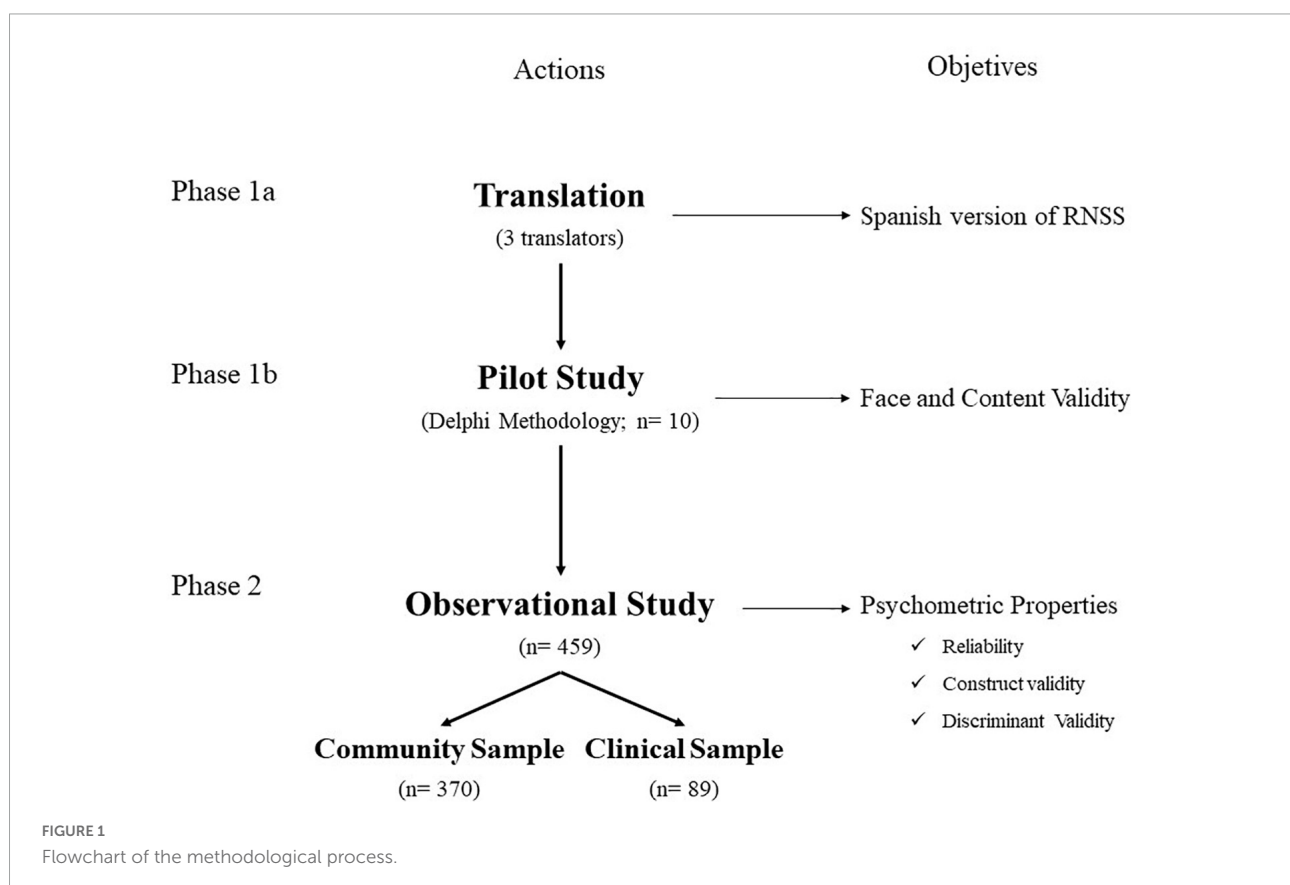 Actions Objetives
Phase 1a
Translation
(3 translators)
Spanish version of RNSS
Phase 1b
Pilot Study
(Delphi Methodology; n= 10)
Face and Content Validity
Phase 2
Observational Study
(n= 459)
Psychometric Properties
✓ Reliability
✓ Construct validity
✓ Discriminant Validity
Community Sample Clinical Sample
(n= 370) (n= 89)
FIGURE 1
Flowchart of the methodological process.